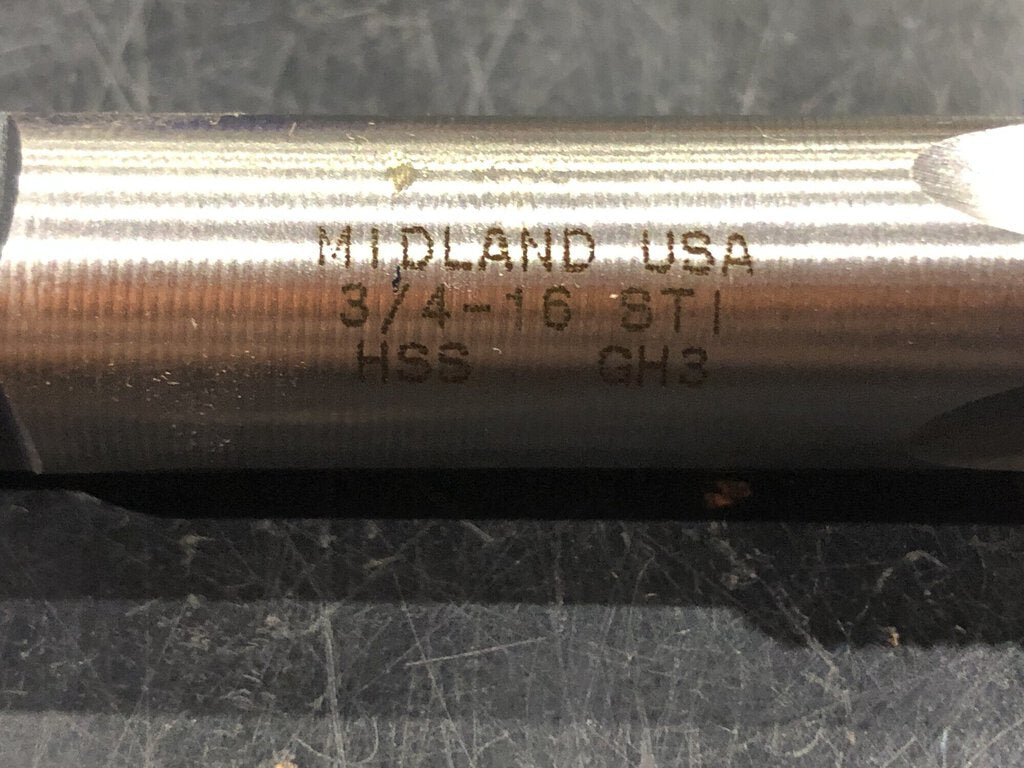 MIDLAND USA
3/4-16 STI
HSS GH3